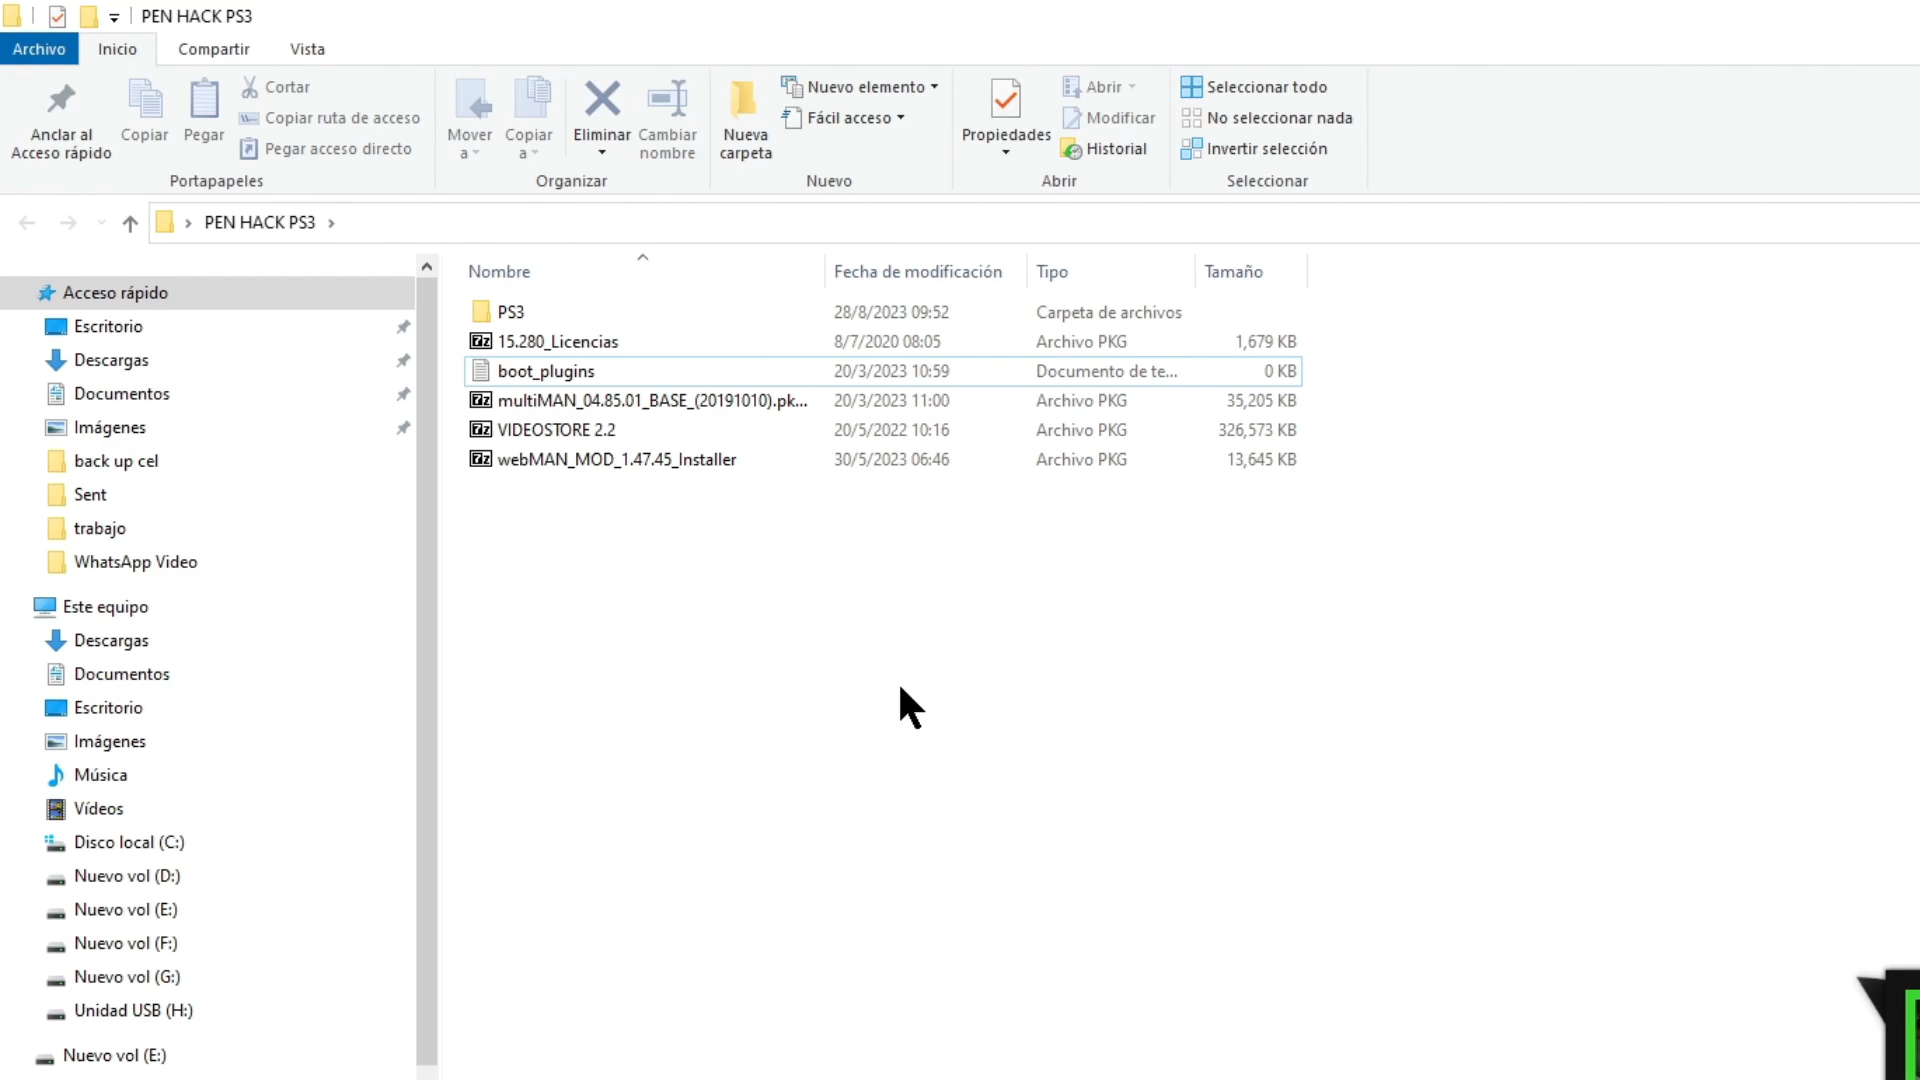 PEN HACK PS3
Archivo Inicio Compartir Vista
Anclar al Acceso rápido
Copiar
Pegar
Cortar
Copiar ruta de acceso
Pegar acceso directo
Portapapeles
Mover a
Copiar a
Eliminar
Cambiar nombre
Organizar
Nueva carpeta
Nuevo elemento
Fácil acceso
Nuevo
Propiedades
Abrir
Modificar
Historial
Abrir
Seleccionar todo
No seleccionar nada
Invertir selección
Seleccionar
PEN HACK PS3
Acceso rápido
Escritorio
Descargas
Documentos
Imágenes
back up cel
Sent
trabajo
WhatsApp Video
Este equipo
Descargas
Documentos
Escritorio
Imágenes
Música
Vídeos
Disco local (C:)
Nuevo vol (D:)
Nuevo vol (E:)
Nuevo vol (F:)
Nuevo vol (G:)
Unidad USB (H:)
Nuevo vol (E:)
Nombre Fecha de modificación Tipo Tamaño
PS3 28/8/2023 09:52 Carpeta de archivos
15.280_Licencias 8/7/2020 08:05 Archivo PKG 1,679 KB
boot_plugins 20/3/2023 10:59 Documento de te... 0 KB
multiMAN_04.85.01_BASE_(20191010).pk... 20/3/2023 11:00 Archivo PKG 35,205 KB
VIDEOSTORE 2.2 20/5/2022 10:16 Archivo PKG 326,573 KB
webMAN_MOD_1.47.45_Installer 30/5/2023 06:46 Archivo PKG 13,645 KB